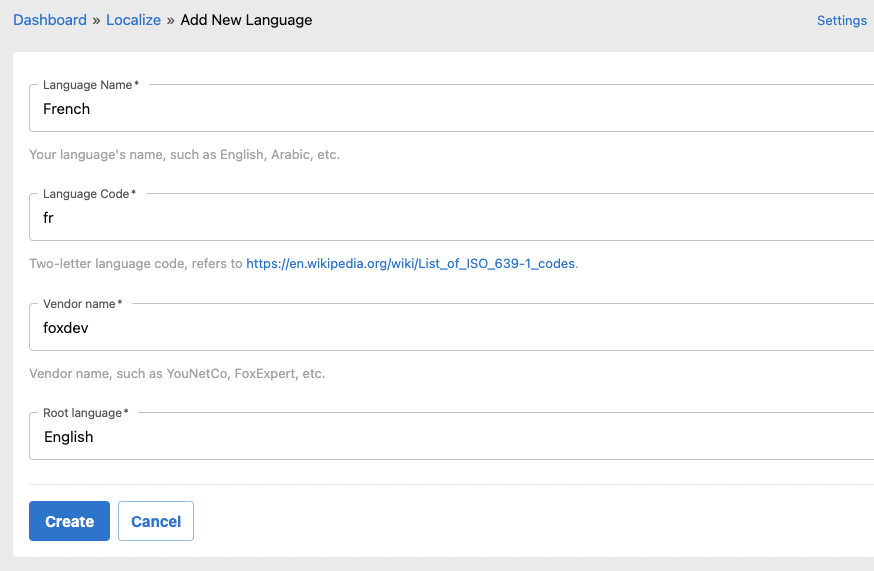 Dashboard » Localize » Add New Language Settings
Language Name*
French
Your language's name, such as English, Arabic, etc.
Language Code*
fr
Two-letter language code, refers to https://en.wikipedia.org/wiki/List_of_ISO_639-1_codes.
Vendor name*
foxdev
Vendor name, such as YouNetCo, FoxExpert, etc.
Root language*
English
Create Cancel